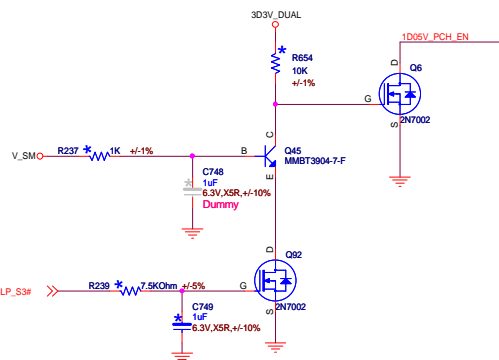 3D3V_DUAL
1D05V_PCH_EN
*
R654
10K
+/-1%
Q6
D
G
S
2N7002
C
Q45
MMBT3904-7-F
B
E
V_SM
R237 * 1K +/-1%
*
C748
1uF
6.3V,X5R,+/-10%
Dummy
D
Q92
G
S
2N7002
LP_S3#
R239 * 7.5KOhm +/-5%
*
C749
1uF
6.3V,X5R,+/-10%